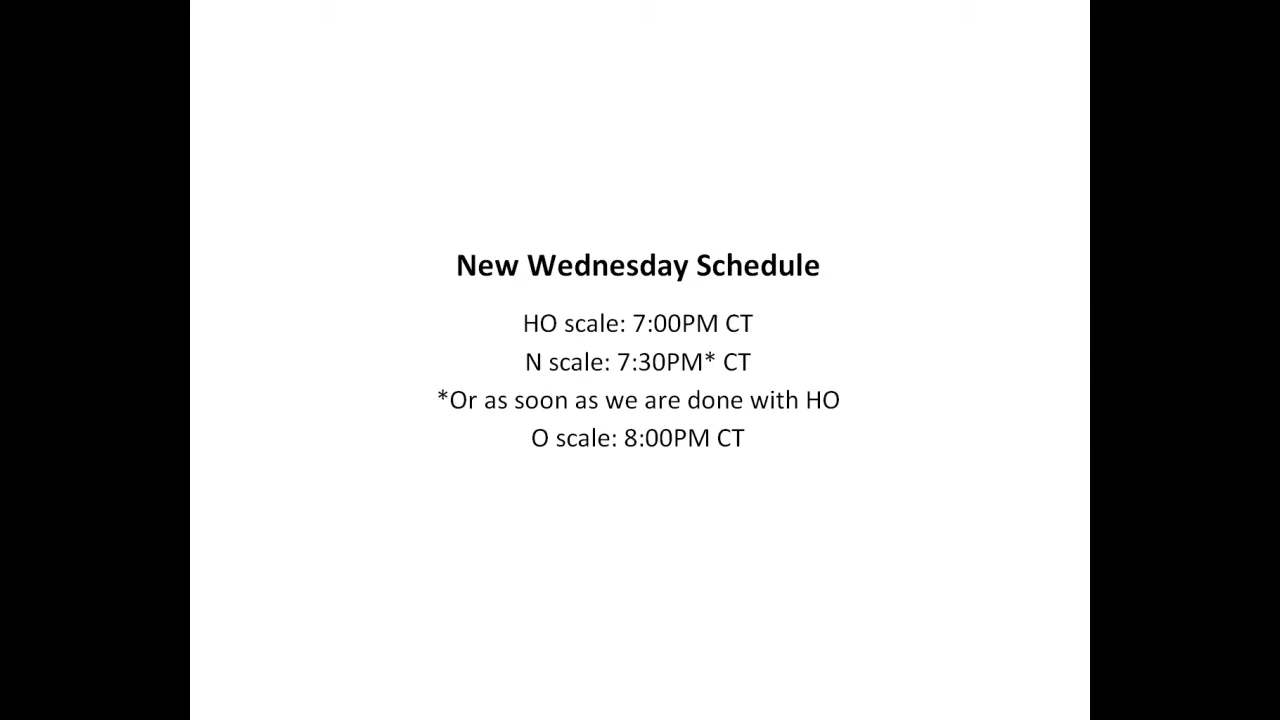 New Wednesday Schedule
HO scale: 7:00PM CT
N scale: 7:30PM* CT
*Or as soon as we are done with HO
O scale: 8:00PM CT